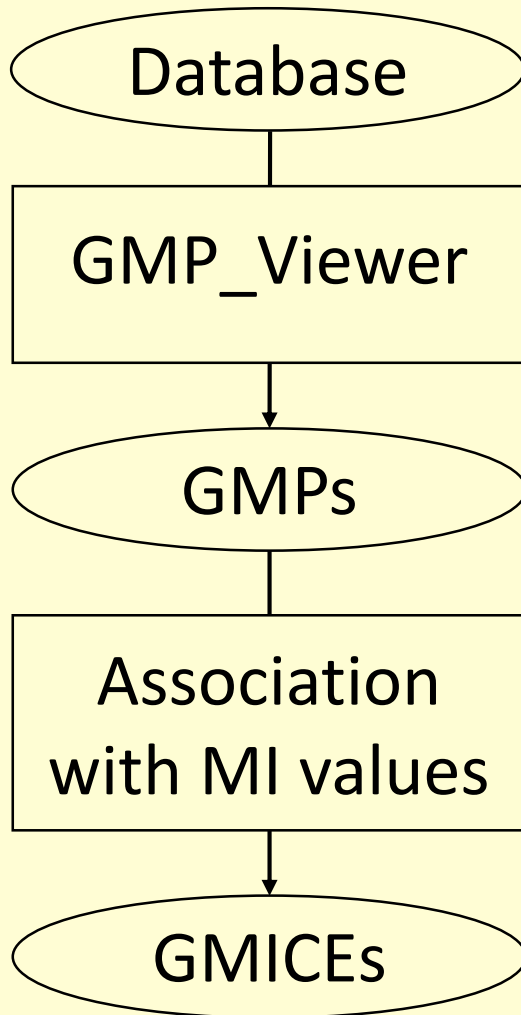 Database
GMP_Viewer
GMPs
Association
with MI values
GMICEs